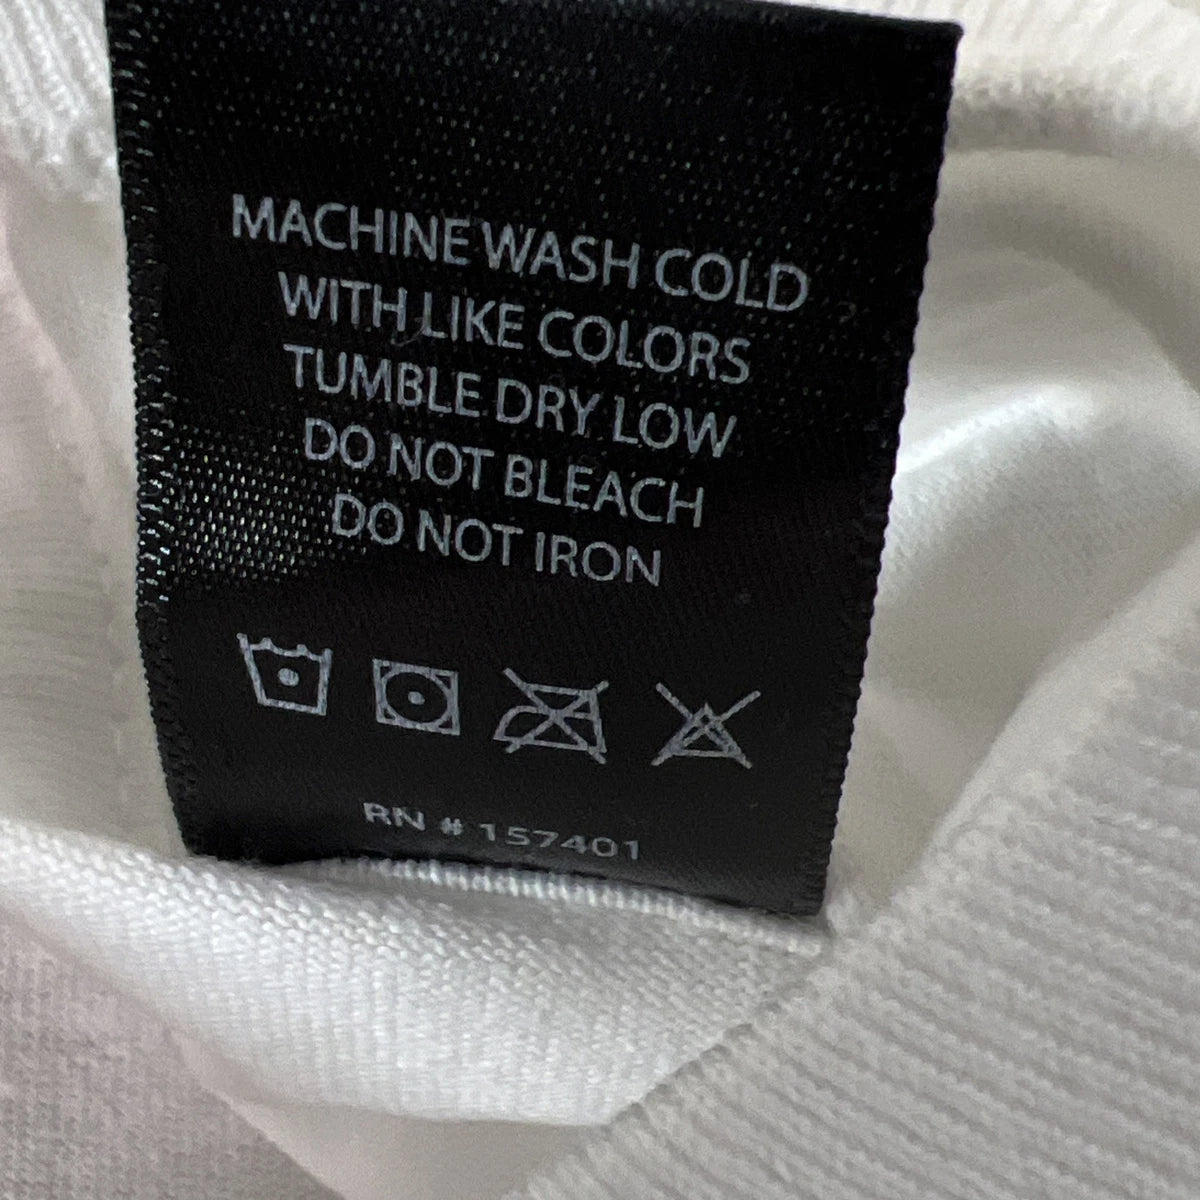 MACHINE WASH COLD
WITH LIKE COLORS
TUMBLE DRY LOW
DO NOT BLEACH
DO NOT IRON
RN # 157401